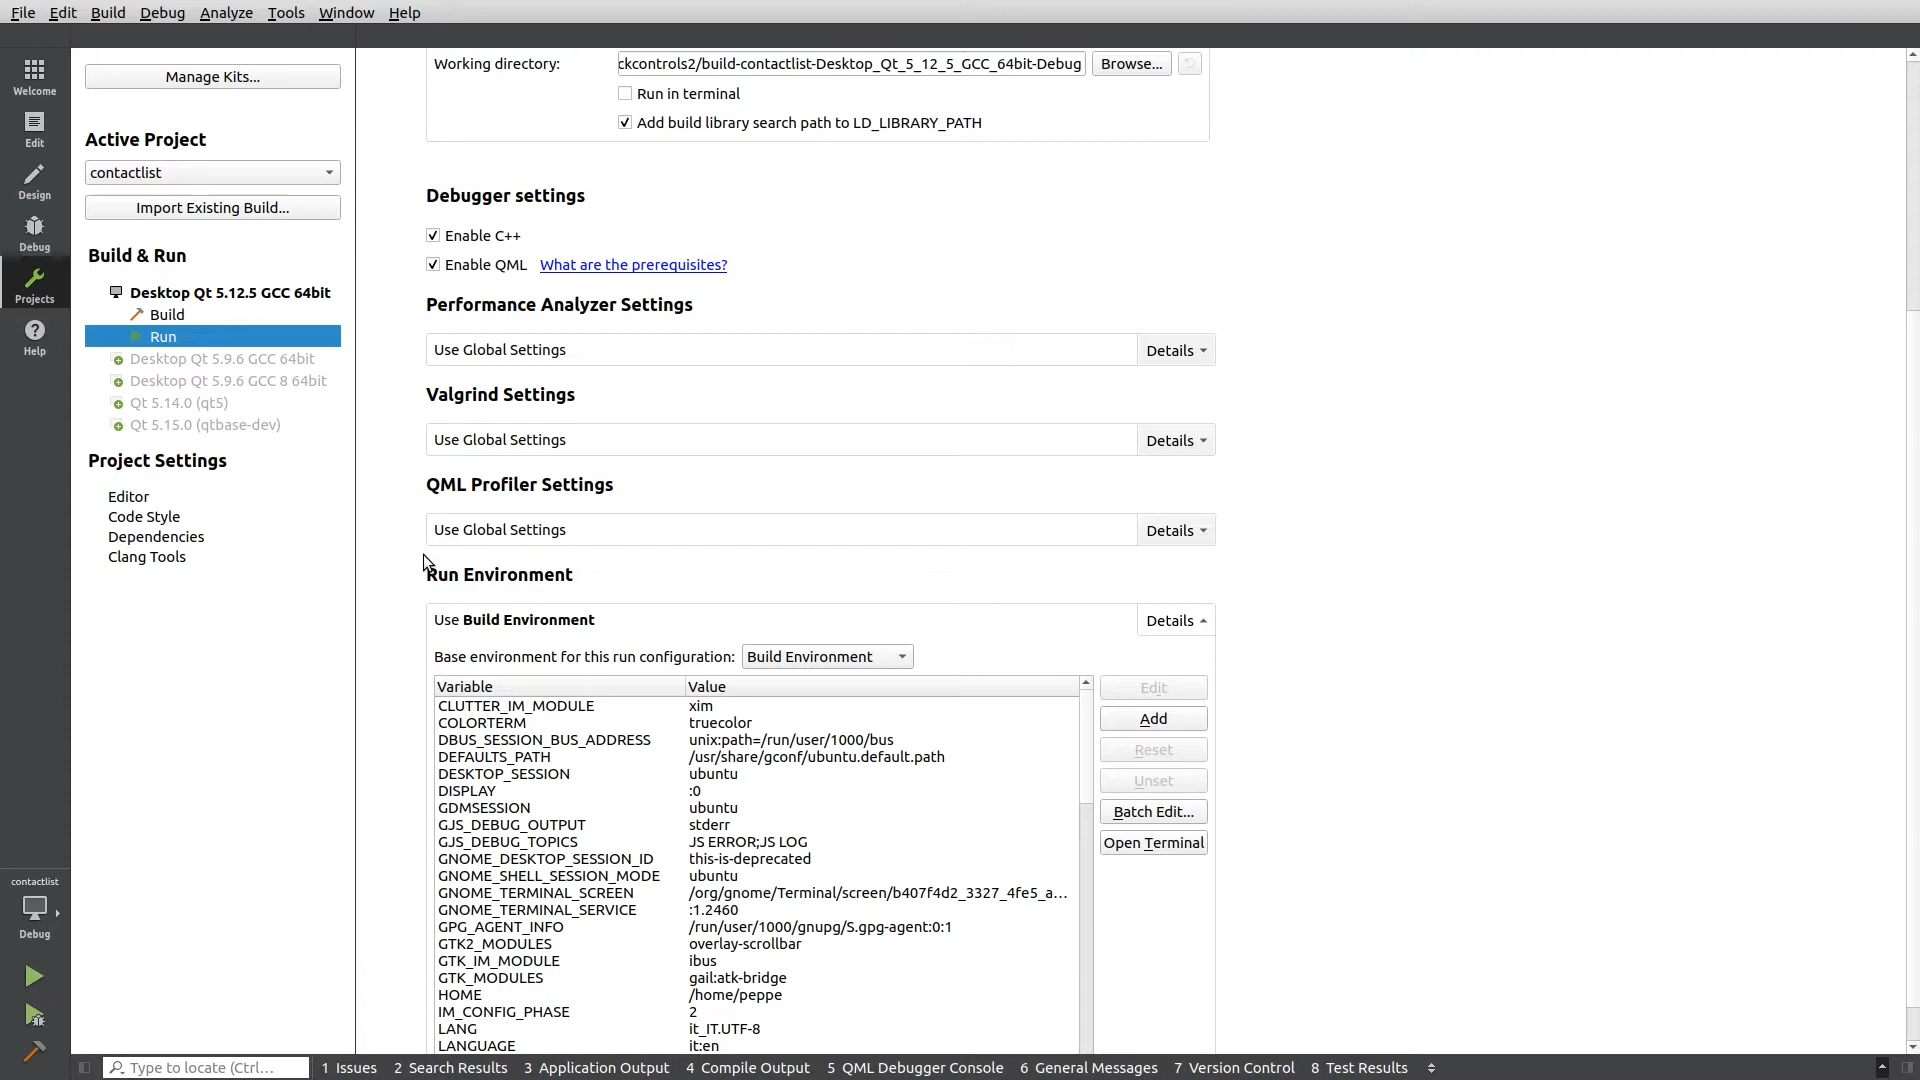 File Edit Build Debug Analyze Tools Window Help
Welcome
Edit
Design
Debug
Projects
Help
contactlist
Debug
Manage Kits...
Active Project
contactlist
Import Existing Build...
Build & Run
Desktop Qt 5.12.5 GCC 64bit
Build
Run
Desktop Qt 5.9.6 GCC 64bit
Desktop Qt 5.9.6 GCC 8 64bit
Qt 5.14.0 (qt5)
Qt 5.15.0 (qtbase-dev)
Project Settings
Editor
Code Style
Dependencies
Clang Tools
Working directory: ckcontrols2/build-contactlist-Desktop_Qt_5_12_5_GCC_64bit-Debug Browse...
Run in terminal
Add build library search path to LD_LIBRARY_PATH
Debugger settings
Enable C++
Enable QML What are the prerequisites?
Performance Analyzer Settings
Use Global Settings Details
Valgrind Settings
Use Global Settings Details
QML Profiler Settings
Use Global Settings Details
Run Environment
Use Build Environment Details
Base environment for this run configuration: Build Environment
Variable Value
CLUTTER_IM_MODULE xim
COLORTERM truecolor
DBUS_SESSION_BUS_ADDRESS unix:path=/run/user/1000/bus
DEFAULTS_PATH /usr/share/gconf/ubuntu.default.path
DESKTOP_SESSION ubuntu
DISPLAY :0
GDMSESSION ubuntu
GJS_DEBUG_OUTPUT stderr
GJS_DEBUG_TOPICS JS ERROR;JS LOG
GNOME_DESKTOP_SESSION_ID this-is-deprecated
GNOME_SHELL_SESSION_MODE ubuntu
GNOME_TERMINAL_SCREEN /org/gnome/Terminal/screen/b407f4d2_3327_4fe5_a...
GNOME_TERMINAL_SERVICE :1.2460
GPG_AGENT_INFO /run/user/1000/gnupg/S.gpg-agent:0:1
GTK2_MODULES overlay-scrollbar
GTK_IM_MODULE ibus
GTK_MODULES gail:atk-bridge
HOME /home/peppe
IM_CONFIG_PHASE 2
LANG it_IT.UTF-8
LANGUAGE it:en
Edit
Add
Reset
Unset
Batch Edit...
Open Terminal
Type to locate (Ctrl... 1 Issues 2 Search Results 3 Application Output 4 Compile Output 5 QML Debugger Console 6 General Messages 7 Version Control 8 Test Results